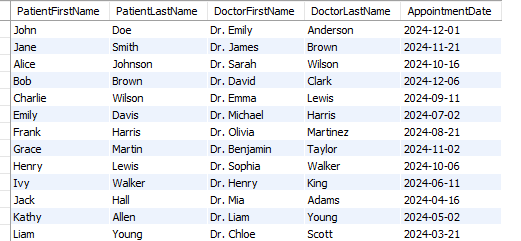 PatientFirstName PatientLastName DoctorFirstName DoctorLastName AppointmentDate
John Doe Dr. Emily Anderson 2024-12-01
Jane Smith Dr. James Brown 2024-11-21
Alice Johnson Dr. Sarah Wilson 2024-10-16
Bob Brown Dr. David Clark 2024-12-06
Charlie Wilson Dr. Emma Lewis 2024-09-11
Emily Davis Dr. Michael Harris 2024-07-02
Frank Harris Dr. Olivia Martinez 2024-08-21
Grace Martin Dr. Benjamin Taylor 2024-11-02
Henry Lewis Dr. Sophia Walker 2024-10-06
Ivy Walker Dr. Henry King 2024-06-11
Jack Hall Dr. Mia Adams 2024-04-16
Kathy Allen Dr. Liam Young 2024-05-02
Liam Young Dr. Chloe Scott 2024-03-21